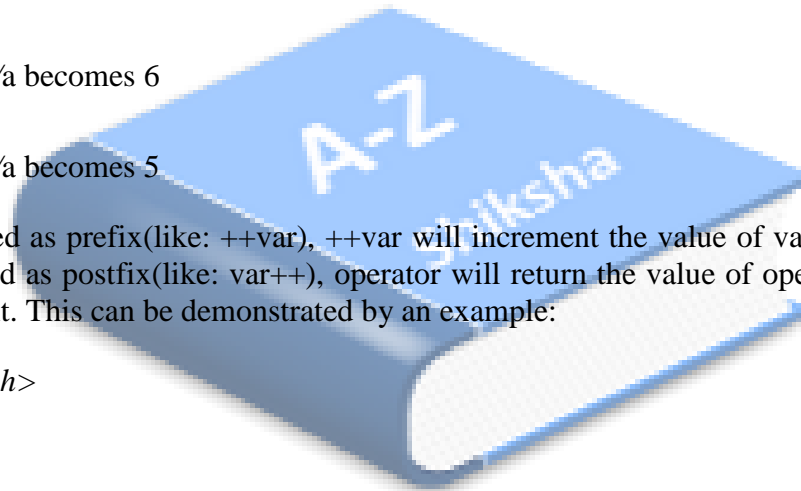 /a becomes 6
A-Z
/a becomes 5
Shiksha
ed as prefix(like: ++var), ++var will increment the value of va
d as postfix(like: var++), operator will return the value of ope
t. This can be demonstrated by an example:
h>